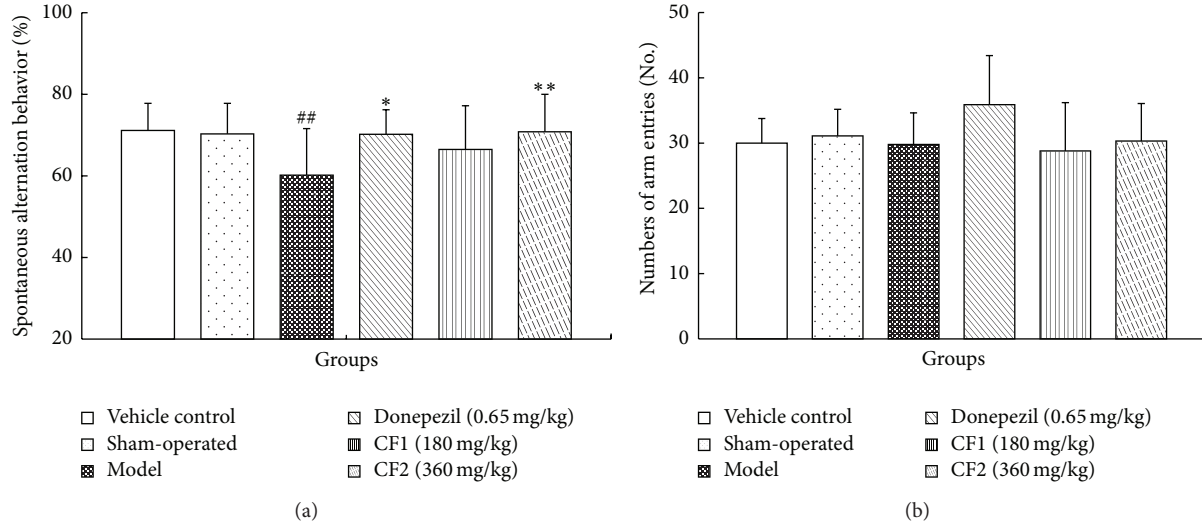 Spontaneous alternation behavior (%)
100
80
60
40
20
##
*
**
Groups
Vehicle control
Sham-operated
Model
Donepezil (0.65 mg/kg)
CF1 (180 mg/kg)
CF2 (360 mg/kg)
(a)
Numbers of arm entries (No.)
50
40
30
20
10
0
Groups
Vehicle control
Sham-operated
Model
Donepezil (0.65 mg/kg)
CF1 (180 mg/kg)
CF2 (360 mg/kg)
(b)